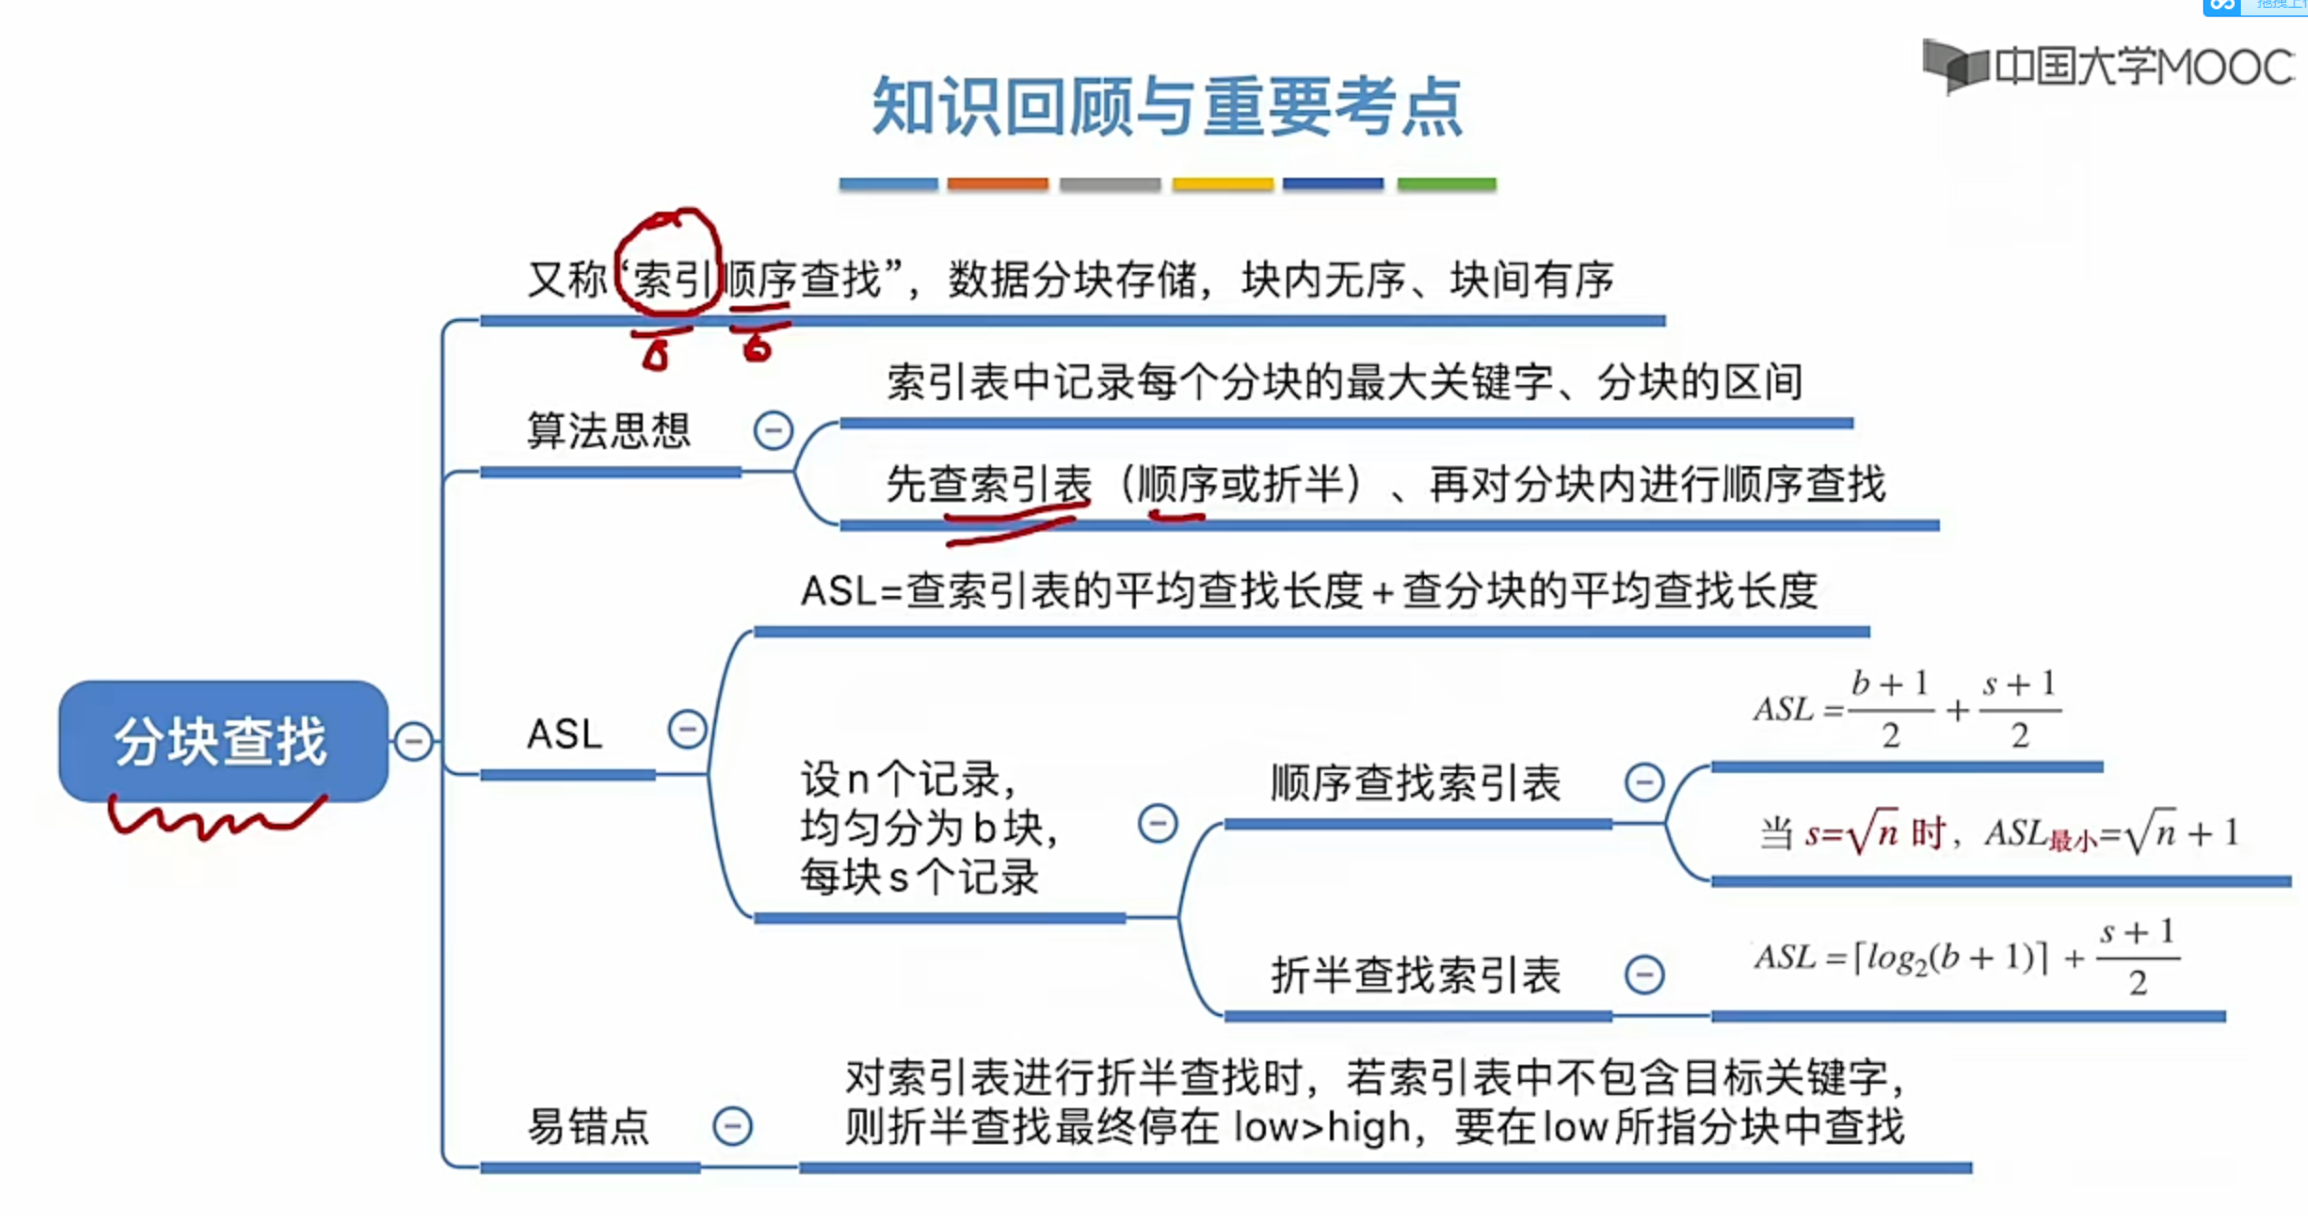 拖拽上传
中国大学MOOC
知识回顾与重要考点
又称“索引顺序查找”，数据分块存储，块内无序、块间有序
① ②
索引表中记录每个分块的最大关键字、分块的区间
算法思想
先查索引表（顺序或折半）、再对分块内进行顺序查找
ASL=查索引表的平均查找长度+查分块的平均查找长度
分块查找
ASL
设n个记录，
均匀分为b块，
每块s个记录
顺序查找索引表
ASL = (b+1)/2 + (s+1)/2
当 s=√n 时，ASL最小=√n + 1
折半查找索引表
ASL = ⌈log₂(b + 1)⌉ + (s+1)/2
易错点
对索引表进行折半查找时，若索引表中不包含目标关键字，
则折半查找最终停在 low>high，要在low所指分块中查找